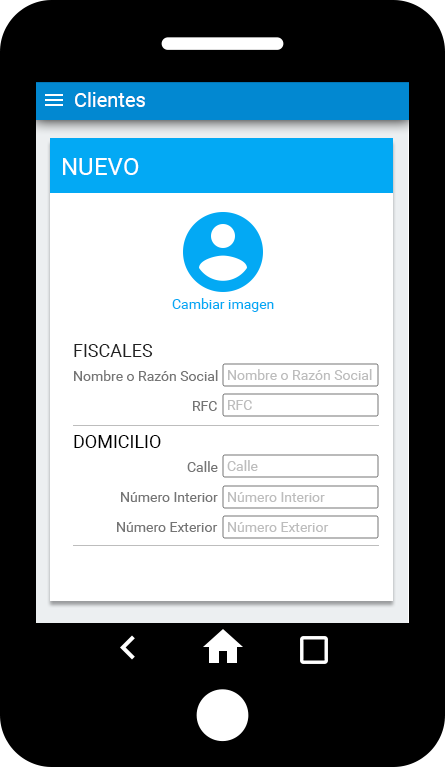 Clientes
NUEVO
Cambiar imagen
FISCALES
Nombre o Razón Social Nombre o Razón Social
RFC RFC
DOMICILIO
Calle Calle
Número Interior Número Interior
Número Exterior Número Exterior